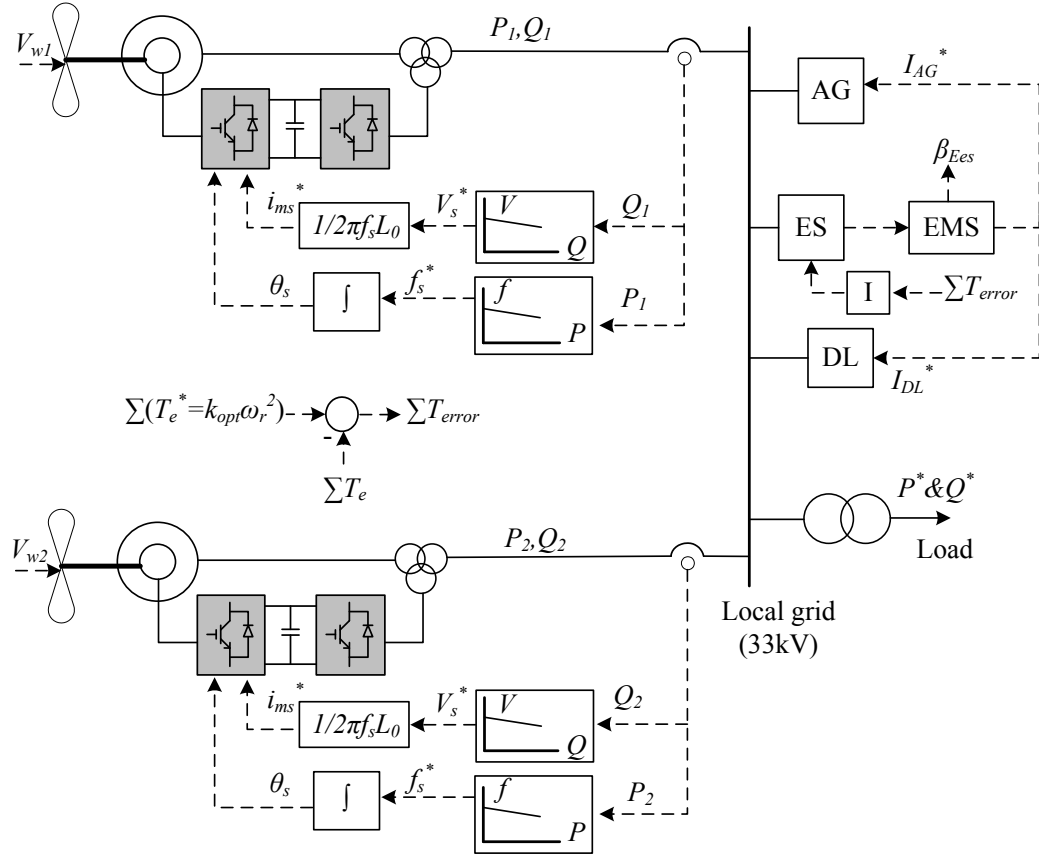 V_w1
P_1,Q_1
I_AG^*
AG
β_Ees
i_ms^*
V_s^*
V
Q
Q_1
1/2πf_sL_0
ES
EMS
θ_s
f_s^*
f
P
P_1
∫
I
∑T_error
DL
I_DL^*
∑(T_e^*=k_optω_r^2)
-
∑T_error
∑T_e
P^*&Q^*
Load
V_w2
P_2,Q_2
Local grid
(33kV)
i_ms^*
V_s^*
V
Q
Q_2
1/2πf_sL_0
θ_s
f_s^*
f
P
P_2
∫